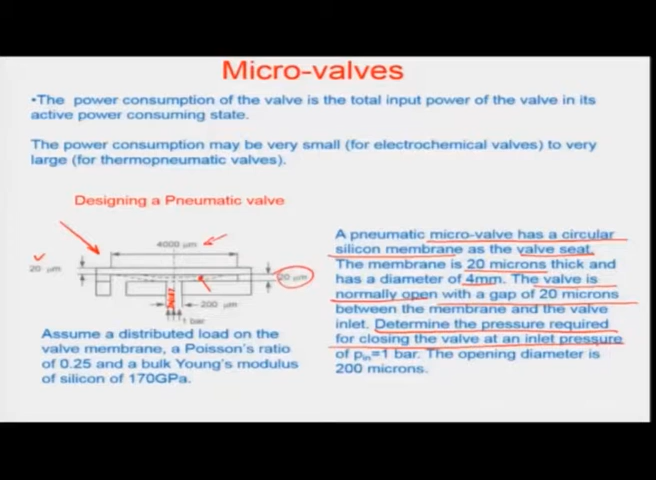 Micro-valves
•The power consumption of the valve is the total input power of the valve in its
active power consuming state.
The power consumption may be very small (for electrochemical valves) to very
large (for thermopneumatic valves).
Designing a Pneumatic valve
4000 µm
20 µm
20 µm
200 µm
1 bar
Assume a distributed load on the
valve membrane, a Poisson's ratio
of 0.25 and a bulk Young's modulus
of silicon of 170GPa.
A pneumatic micro-valve has a circular
silicon membrane as the valve seat.
The membrane is 20 microns thick and
has a diameter of 4mm. The valve is
normally open with a gap of 20 microns
between the membrane and the valve
inlet. Determine the pressure required
for closing the valve at an inlet pressure
of pin=1 bar. The opening diameter is
200 microns.